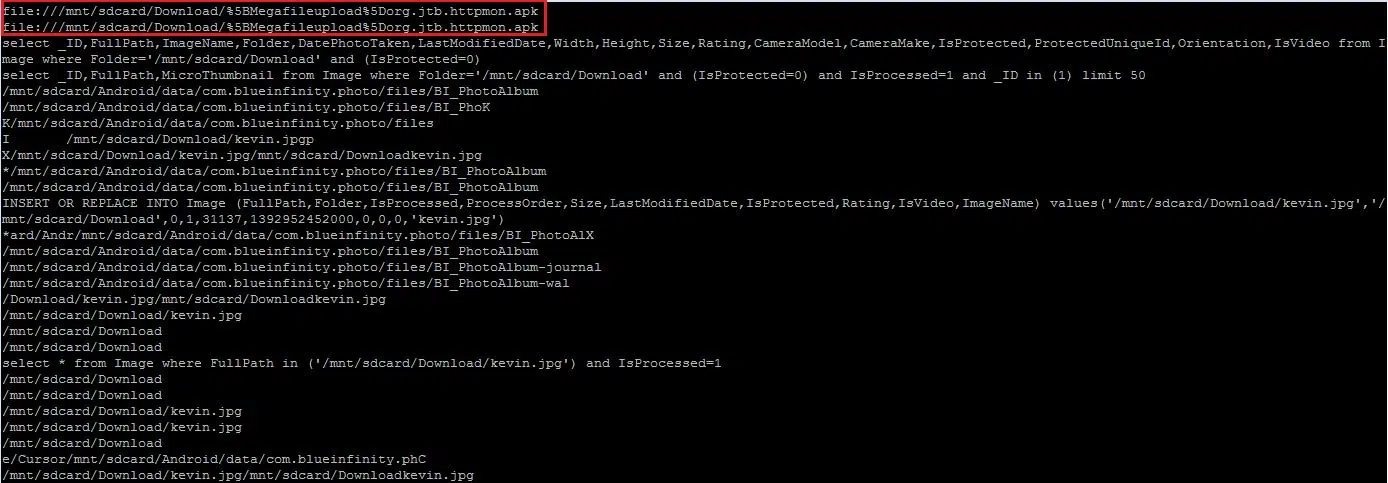 file:///mnt/sdcard/Download/%5BMegafileupload%5Dorg.jtb.httpmon.apk
file:///mnt/sdcard/Download/%5BMegafileupload%5Dorg.jtb.httpmon.apk
select _ID,FullPath,ImageName,Folder,DatePhotoTaken,LastModifiedDate,Width,Height,Size,Rating,CameraModel,CameraMake,IsProtected,ProtectedUniqueId,Orientation,IsVideo from I
mage where Folder='/mnt/sdcard/Download' and (IsProtected=0)
select _ID,FullPath,MicroThumbnail from Image where Folder='/mnt/sdcard/Download' and (IsProtected=0) and IsProcessed=1 and _ID in (1) limit 50
/mnt/sdcard/Android/data/com.blueinfinity.photo/files/BI_PhotoAlbum
/mnt/sdcard/Android/data/com.blueinfinity.photo/files/BI_PhoK
K/mnt/sdcard/Android/data/com.blueinfinity.photo/files
I       /mnt/sdcard/Download/kevin.jpgp
X/mnt/sdcard/Download/kevin.jpg/mnt/sdcard/Downloadkevin.jpg
*/mnt/sdcard/Android/data/com.blueinfinity.photo/files/BI_PhotoAlbum
/mnt/sdcard/Android/data/com.blueinfinity.photo/files/BI_PhotoAlbum
INSERT OR REPLACE INTO Image (FullPath,Folder,IsProcessed,ProcessOrder,Size,LastModifiedDate,IsProtected,Rating,IsVideo,ImageName) values('/mnt/sdcard/Download/kevin.jpg','/
mnt/sdcard/Download',0,1,31137,1392952452000,0,0,0,'kevin.jpg')
*ard/Andr/mnt/sdcard/Android/data/com.blueinfinity.photo/files/BI_PhotoAlX
/mnt/sdcard/Android/data/com.blueinfinity.photo/files/BI_PhotoAlbum
/mnt/sdcard/Android/data/com.blueinfinity.photo/files/BI_PhotoAlbum-journal
/mnt/sdcard/Android/data/com.blueinfinity.photo/files/BI_PhotoAlbum-wal
/Download/kevin.jpg/mnt/sdcard/Downloadkevin.jpg
/mnt/sdcard/Download/kevin.jpg
/mnt/sdcard/Download
/mnt/sdcard/Download
select * from Image where FullPath in ('/mnt/sdcard/Download/kevin.jpg') and IsProcessed=1
/mnt/sdcard/Download
/mnt/sdcard/Download
/mnt/sdcard/Download/kevin.jpg
/mnt/sdcard/Download/kevin.jpg
/mnt/sdcard/Download
e/Cursor/mnt/sdcard/Android/data/com.blueinfinity.phC
/mnt/sdcard/Download/kevin.jpg/mnt/sdcard/Downloadkevin.jpg